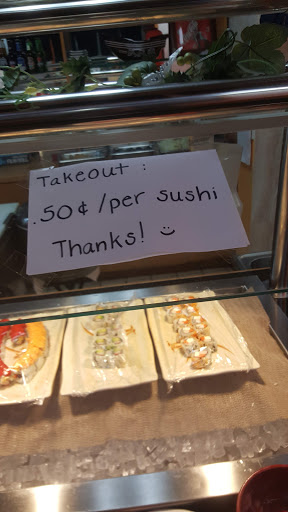 Takeout :
.50¢/per sushi
Thanks! ☺